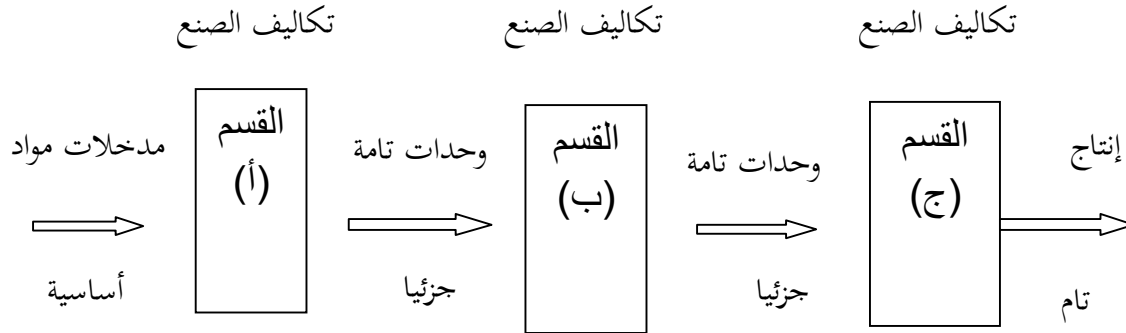 تكاليف الصنع
تكاليف الصنع
تكاليف الصنع
مدخلات مواد
أساسية
القسم
(أ)
وحدات تامة
جزئيا
القسم
(ب)
وحدات تامة
جزئيا
القسم
(ج)
إنتاج
تام